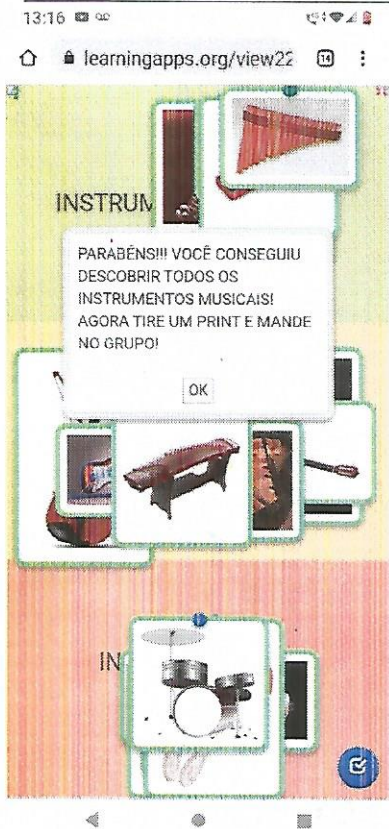 13:16
learningapps.org/view22
14
INSTRUM
PARABÉNS!!! VOCÊ CONSEGUIU
DESCOBRIR TODOS OS
INSTRUMENTOS MUSICAIS!
AGORA TIRE UM PRINT E MANDE
NO GRUPO!
OK
IN